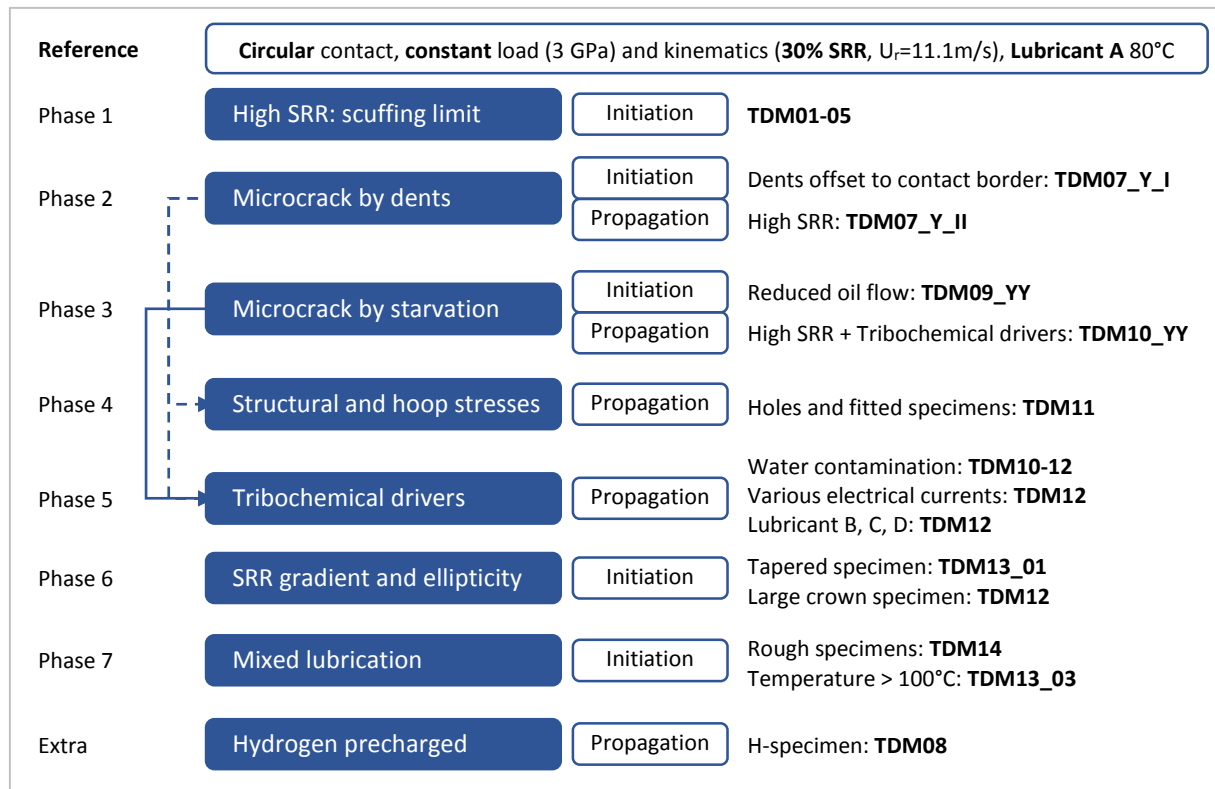 Reference
Circular contact, constant load (3 GPa) and kinematics (30% SRR, Ur=11.1m/s), Lubricant A 80°C
Phase 1
High SRR: scuffing limit
Initiation
TDM01-05
Phase 2
Microcrack by dents
Initiation
Dents offset to contact border: TDM07_Y_I
Propagation
High SRR: TDM07_Y_II
Phase 3
Microcrack by starvation
Initiation
Reduced oil flow: TDM09_YY
Propagation
High SRR + Tribochemical drivers: TDM10_YY
Phase 4
Structural and hoop stresses
Propagation
Holes and fitted specimens: TDM11
Phase 5
Tribochemical drivers
Propagation
Water contamination: TDM10-12
Various electrical currents: TDM12
Lubricant B, C, D: TDM12
Phase 6
SRR gradient and ellipticity
Initiation
Tapered specimen: TDM13_01
Large crown specimen: TDM12
Phase 7
Mixed lubrication
Initiation
Rough specimens: TDM14
Temperature > 100°C: TDM13_03
Extra
Hydrogen precharged
Propagation
H-specimen: TDM08